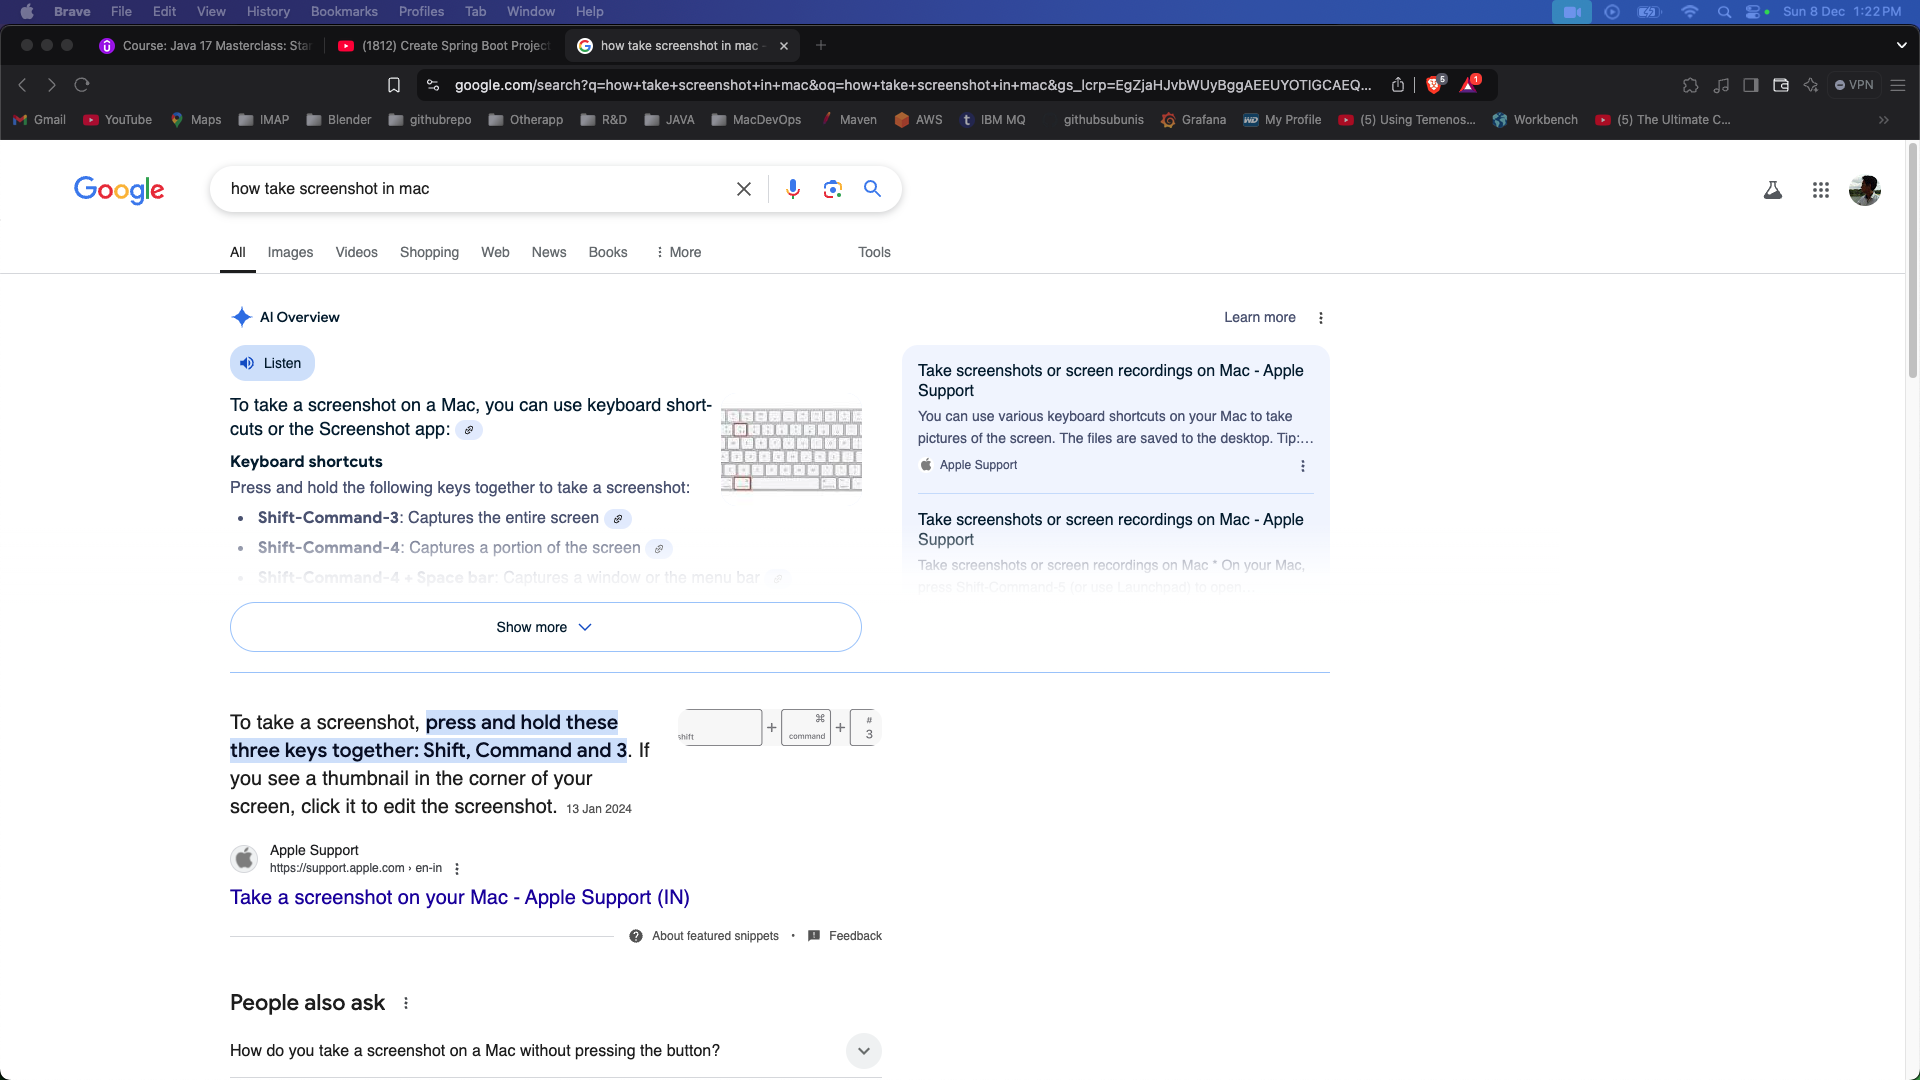 Brave File Edit View History Bookmarks Profiles Tab Window Help Sun 8 Dec 1:22 PM
Course: Java 17 Masterclass: Star
(1812) Create Spring Boot Project
how take screenshot in mac -
google.com/search?q=how+take+screenshot+in+mac&oq=how+take+screenshot+in+mac&gs_lcrp=EgZjaHJvbWUyBggAEEUYOTIGCAEQ... 5 1 VPN
Gmail YouTube Maps IMAP Blender githubrepo Otherapp R&D JAVA MacDevOps Maven AWS IBM MQ githubsubunis Grafana My Profile (5) Using Temenos... Workbench (5) The Ultimate C...
Google
how take screenshot in mac
All Images Videos Shopping Web News Books More Tools
AI Overview
Learn more
Listen
To take a screenshot on a Mac, you can use keyboard short-
cuts or the Screenshot app:
Keyboard shortcuts
Press and hold the following keys together to take a screenshot:
• Shift-Command-3: Captures the entire screen
• Shift-Command-4: Captures a portion of the screen
• Shift-Command-4 + Space bar: Captures a window or the menu bar
Show more
Take screenshots or screen recordings on Mac - Apple
Support
You can use various keyboard shortcuts on your Mac to take
pictures of the screen. The files are saved to the desktop. Tip:...
Apple Support
Take screenshots or screen recordings on Mac - Apple
Support
Take screenshots or screen recordings on Mac * On your Mac,
press Shift-Command-5 (or use Launchpad) to open...
To take a screenshot, press and hold these
three keys together: Shift, Command and 3. If
you see a thumbnail in the corner of your
screen, click it to edit the screenshot. 13 Jan 2024
shift + ⌘ command + # 3
Apple Support
https://support.apple.com › en-in
Take a screenshot on your Mac - Apple Support (IN)
About featured snippets • Feedback
People also ask
How do you take a screenshot on a Mac without pressing the button?